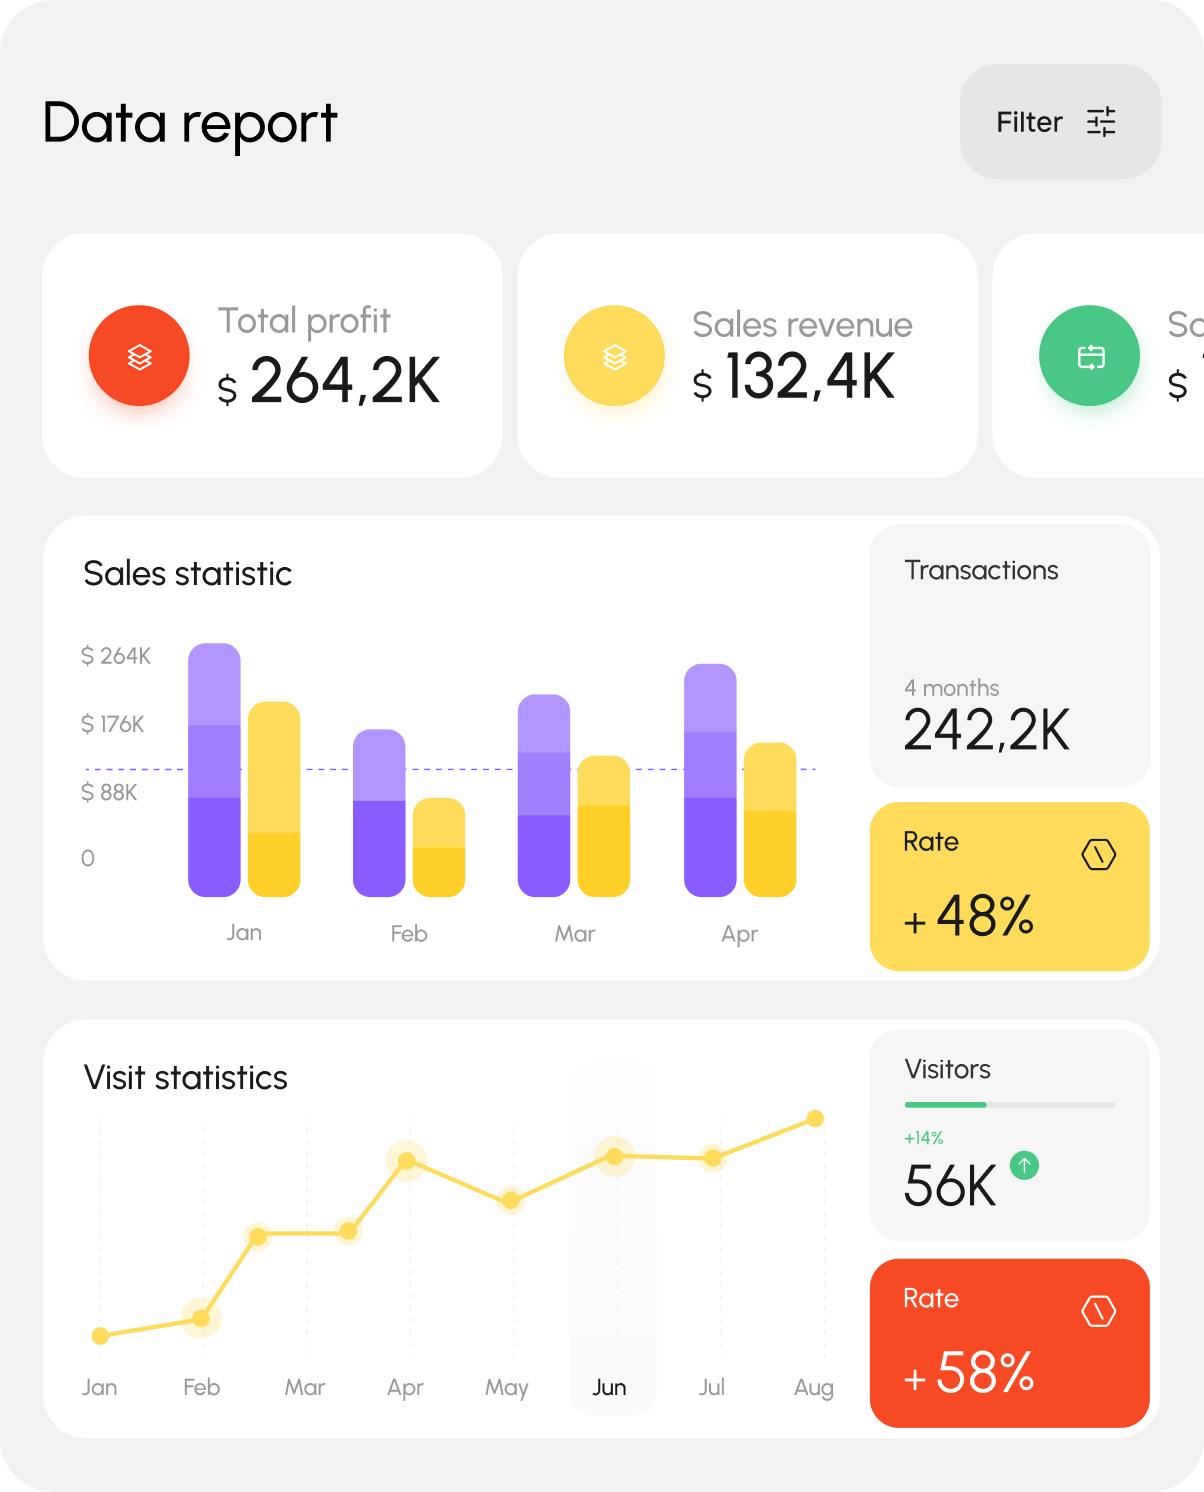 Data report
Filter
Total profit
$ 264,2K
Sales revenue
$ 132,4K
$
Sales statistic
$ 264K
$ 176K
$ 88K
0
Jan Feb Mar Apr
Transactions
4 months
242,2K
Rate
+ 48%
Visit statistics
Jan Feb Mar Apr May Jun Jul Aug
Visitors
+14%
56K
Rate
+ 58%